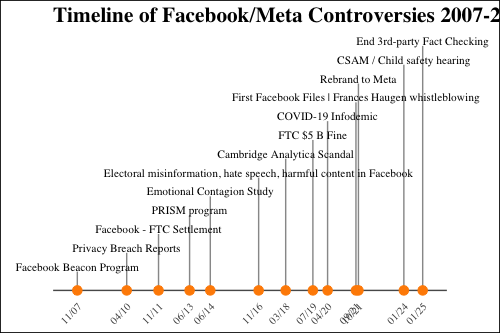 Timeline of Facebook/Meta Controversies 2007-2
End 3rd-party Fact Checking
CSAM / Child safety hearing
Rebrand to Meta
First Facebook Files | Frances Haugen whistleblowing
COVID-19 Infodemic
FTC $5 B Fine
Cambridge Analytica Scandal
Electoral misinformation, hate speech, harmful content in Facebook
Emotional Contagion Study
PRISM program
Facebook - FTC Settlement
Privacy Breach Reports
Facebook Beacon Program
11/07 04/10 11/11 06/13 06/14 11/16 03/18 07/19 04/20 10/21 01/24 01/25